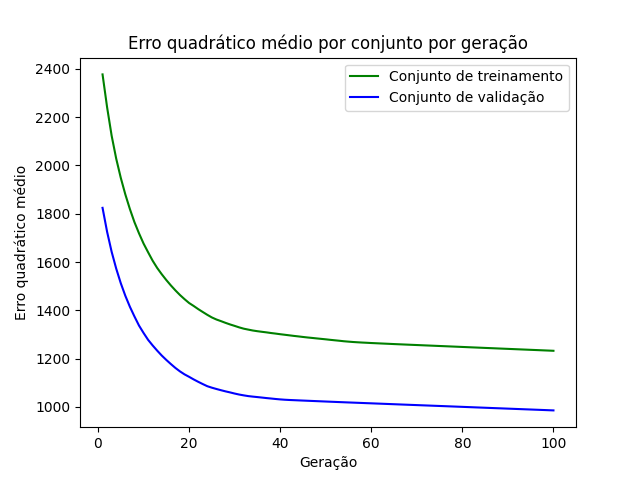 Erro quadrático médio por conjunto por geração
Conjunto de treinamento
Conjunto de validação
Erro quadrático médio
2400
2200
2000
1800
1600
1400
1200
1000
0 20 40 60 80 100
Geração